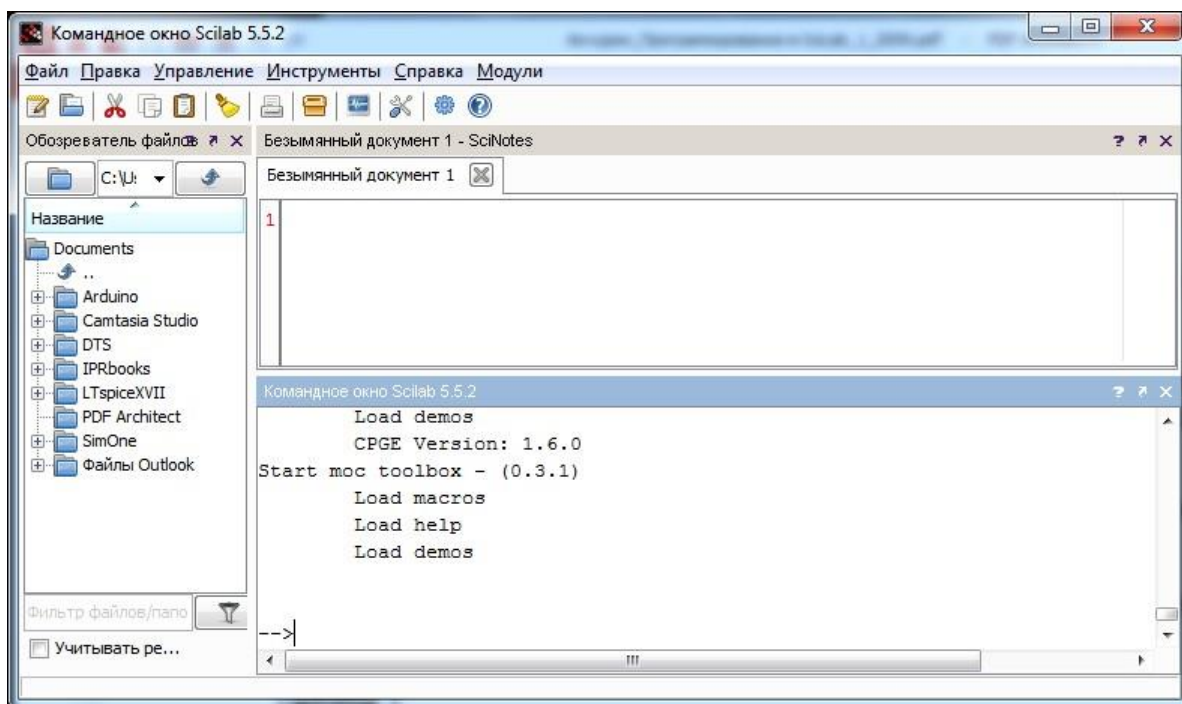 Командное окно Scilab 5.5.2
Файл Правка Управление Инструменты Справка Модули
Обозреватель файлов
Безымянный документ 1 - SciNotes
C:\U:
Безымянный документ 1
Название
1
Documents
..
Arduino
Camtasia Studio
DTS
IPRbooks
LTspiceXVII
PDF Architect
SimOne
Файлы Outlook
Фильтр файлов/папо
Учитывать ре...
Командное окно Scilab 5.5.2
Load demos
CPGE Version: 1.6.0
Start moc toolbox - (0.3.1)
Load macros
Load help
Load demos
-->